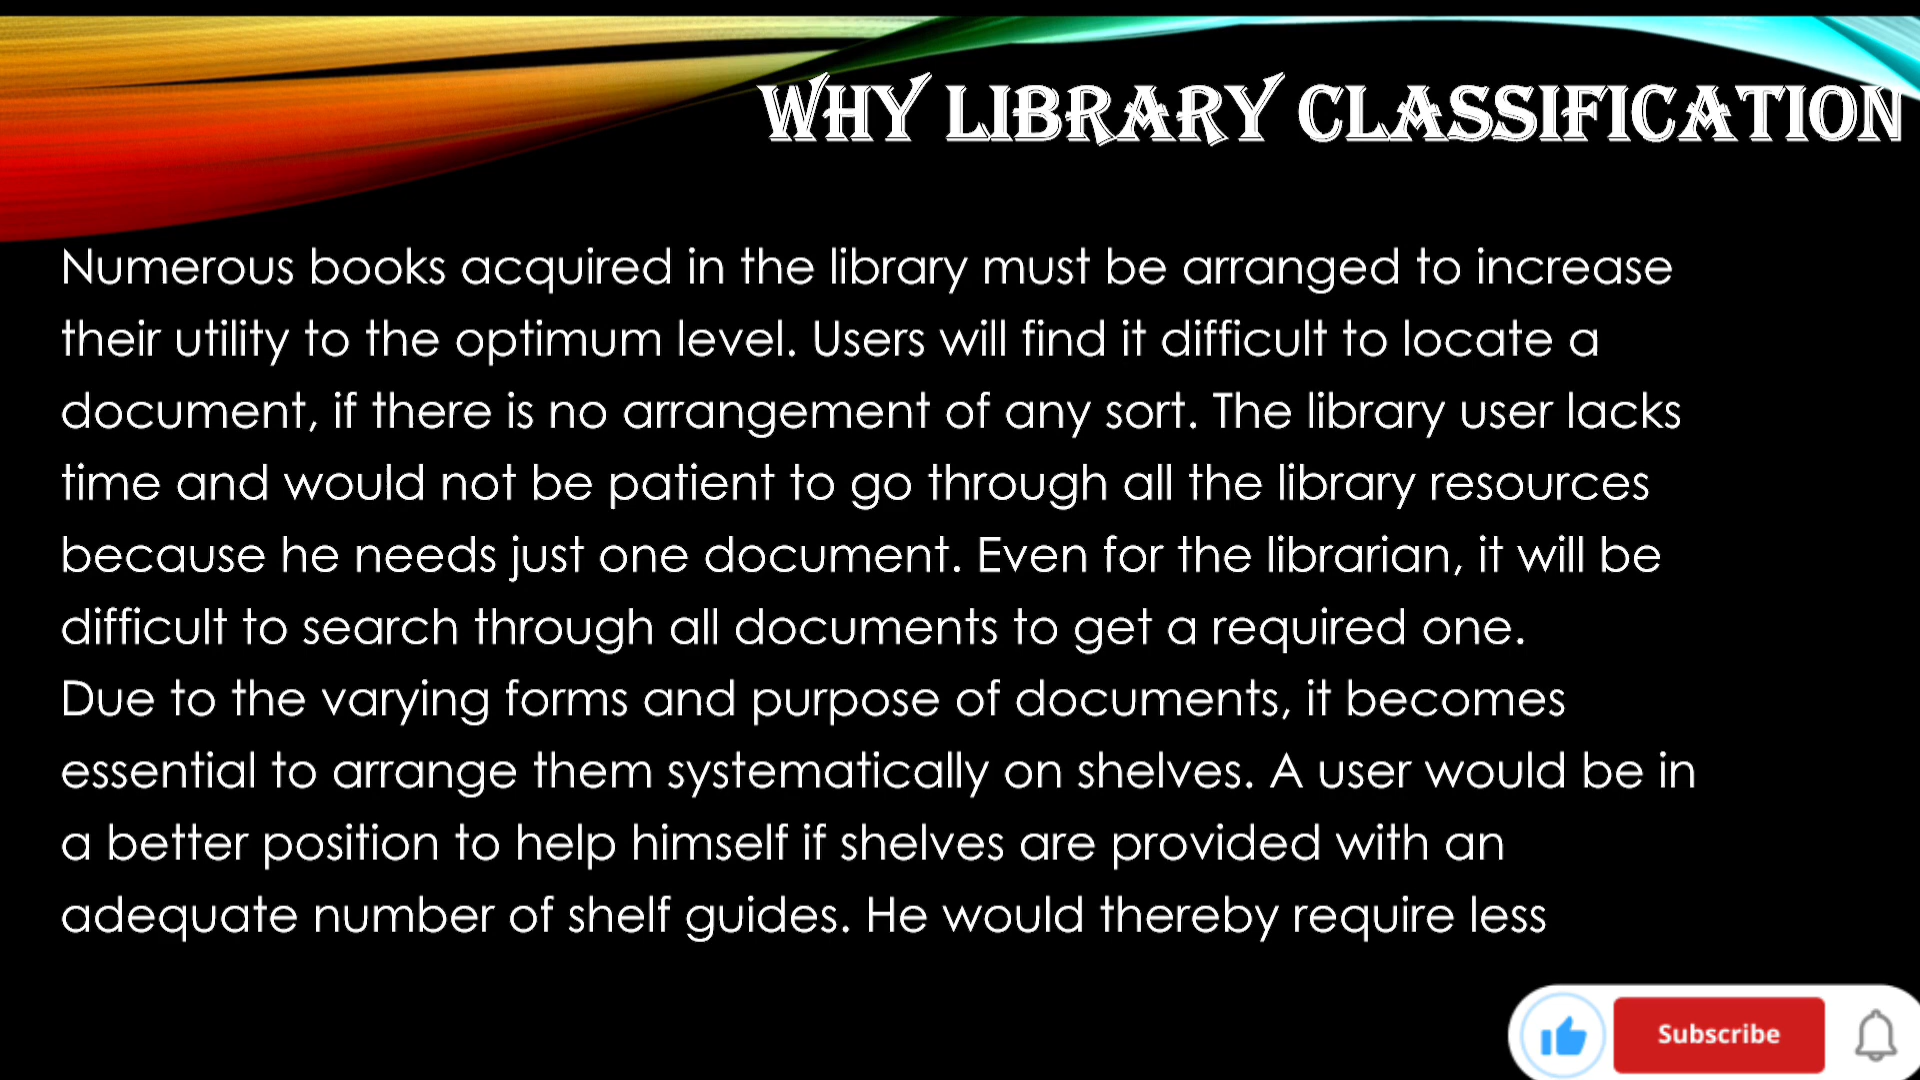 WHY LIBRARY CLASSIFICATION
Numerous books acquired in the library must be arranged to increase
their utility to the optimum level. Users will find it difficult to locate a
document, if there is no arrangement of any sort. The library user lacks
time and would not be patient to go through all the library resources
because he needs just one document. Even for the librarian, it will be
difficult to search through all documents to get a required one.
Due to the varying forms and purpose of documents, it becomes
essential to arrange them systematically on shelves. A user would be in
a better position to help himself if shelves are provided with an
adequate number of shelf guides. He would thereby require less
Subscribe